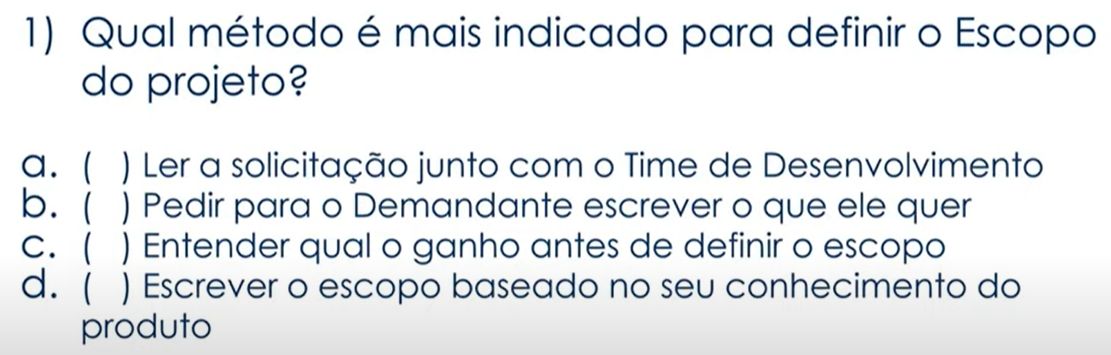 1) Qual método é mais indicado para definir o Escopo
do projeto?
a. ( ) Ler a solicitação junto com o Time de Desenvolvimento
b. ( ) Pedir para o Demandante escrever o que ele quer
c. ( ) Entender qual o ganho antes de definir o escopo
d. ( ) Escrever o escopo baseado no seu conhecimento do
produto